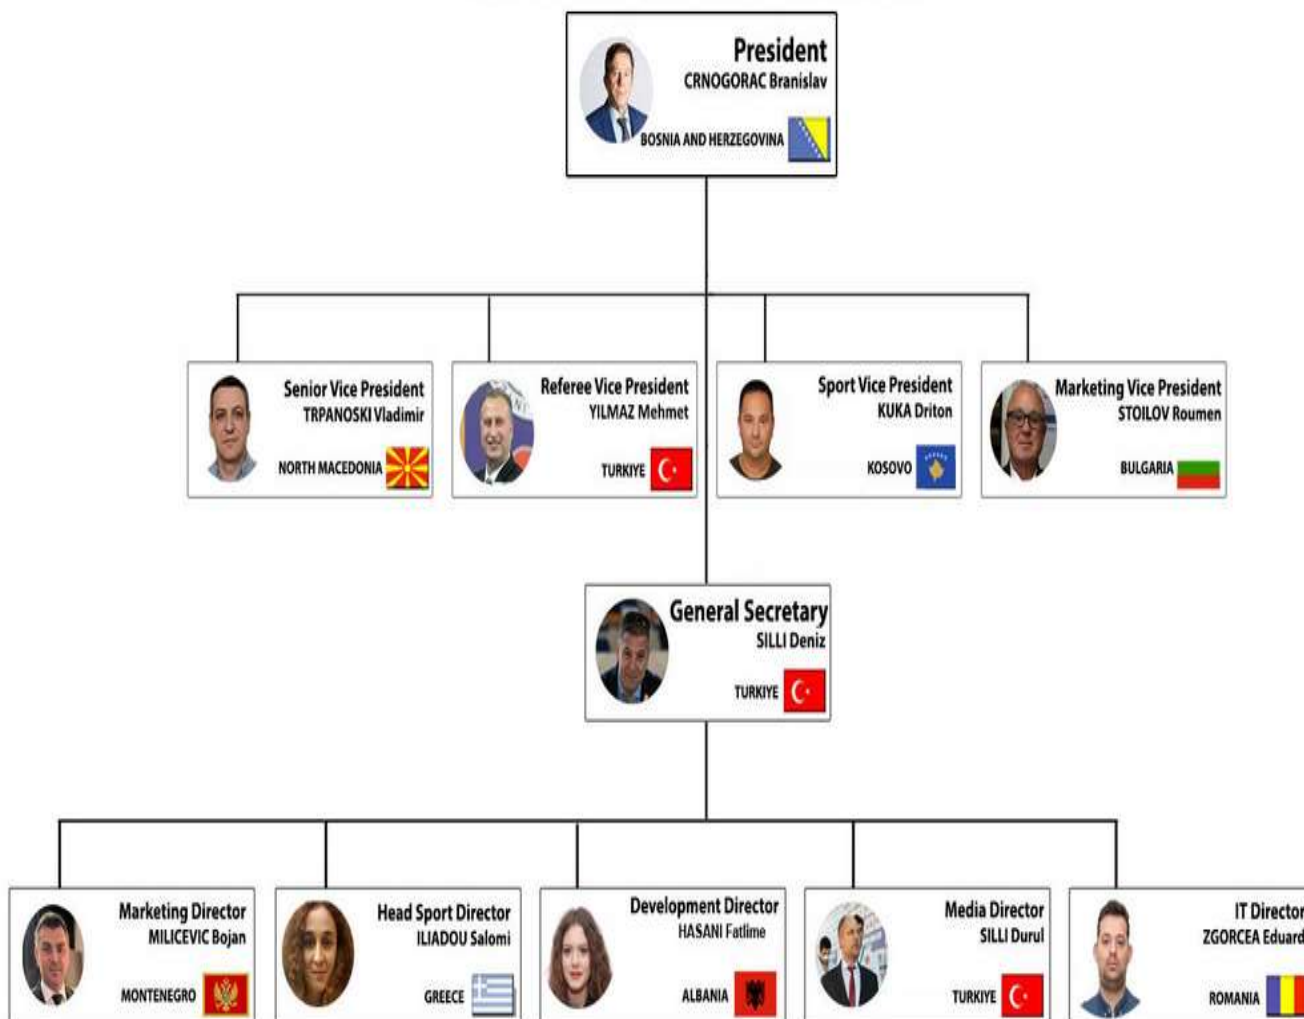 President
CRNOGORAC Branislav
BOSNIA AND HERZEGOVINA
Senior Vice President
TRPANOSKI Vladimir
NORTH MACEDONIA
Referee Vice President
YILMAZ Mehmet
TURKIYE
Sport Vice President
KUKA Driton
KOSOVO
Marketing Vice President
STOILOV Roumen
BULGARIA
General Secretary
SILLI Deniz
TURKIYE
Marketing Director
MILICEVIC Bojan
MONTENEGRO
Head Sport Director
ILIADOU Salomi
GREECE
Development Director
HASANI Fatlime
ALBANIA
Media Director
SILLI Durul
TURKIYE
IT Director
ZGORCEA Eduard
ROMANIA